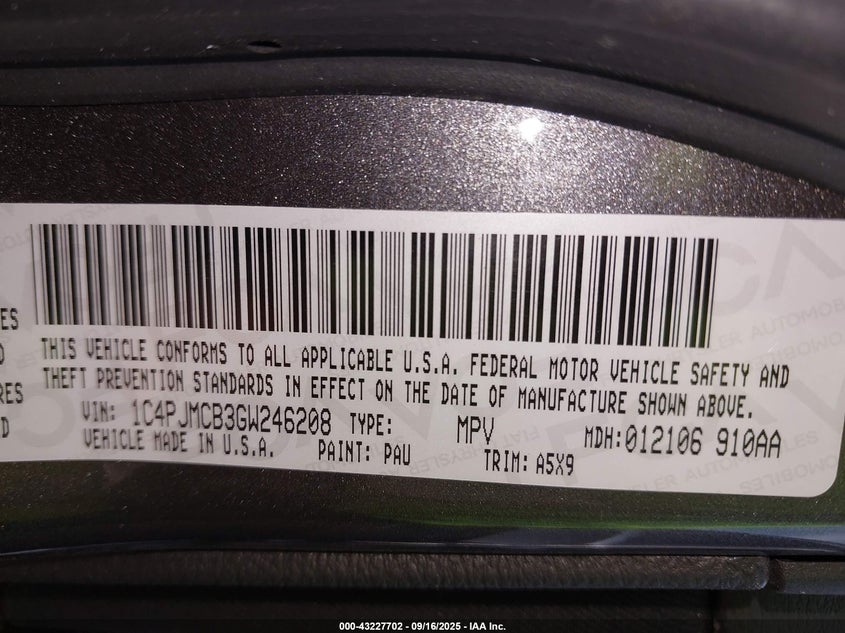 ES
D
RES
D
THIS VEHICLE CONFORMS TO ALL APPLICABLE U.S.A. FEDERAL MOTOR VEHICLE SAFETY AND
THEFT PREVENTION STANDARDS IN EFFECT ON THE DATE OF MANUFACTURE SHOWN ABOVE.
VIN: 1C4PJMCB3GW246208 TYPE: MPV MDH:012106 910AA
VEHICLE MADE IN U.S.A. PAINT: PAU TRIM: A5X9
000-43227702 - 09/16/2025 - IAA Inc.